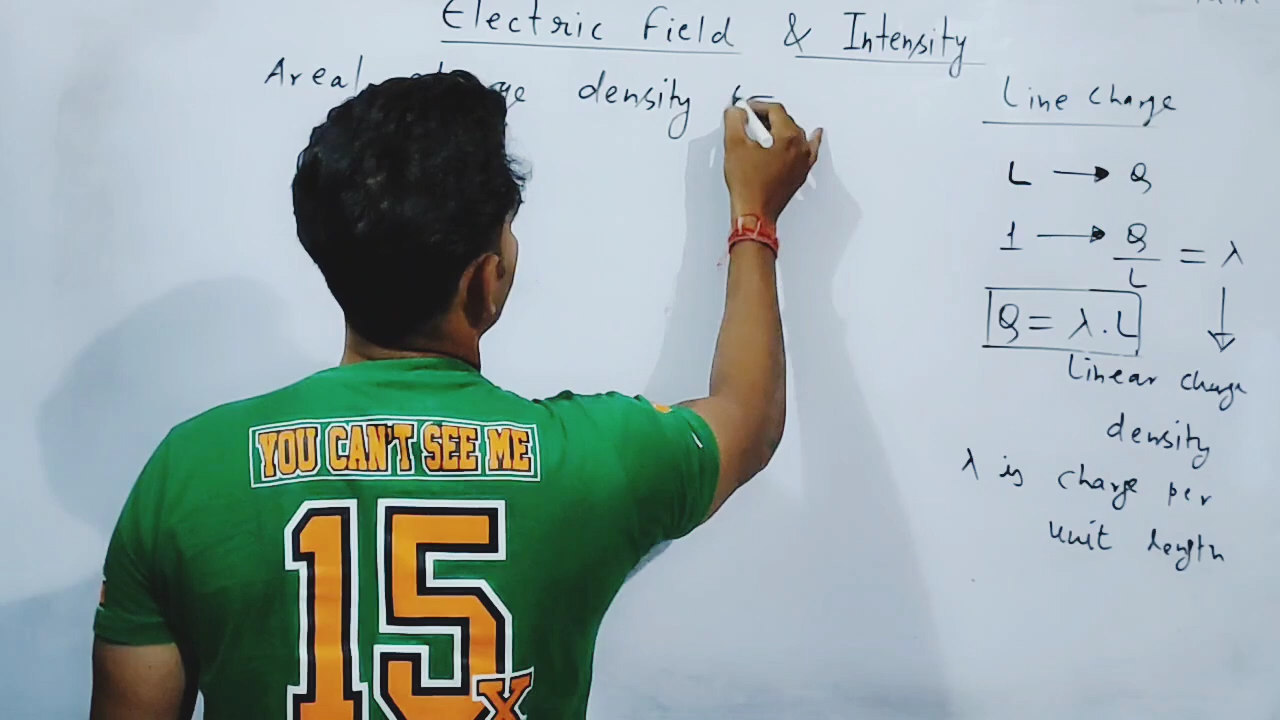 Electric field & Intensity
Areal density
Line Charge
L → Q
1 → Q/L = λ
Q = λ.L
↓
Linear charge
density
λ is charge per
unit length
YOU CAN'T SEE ME
15
X